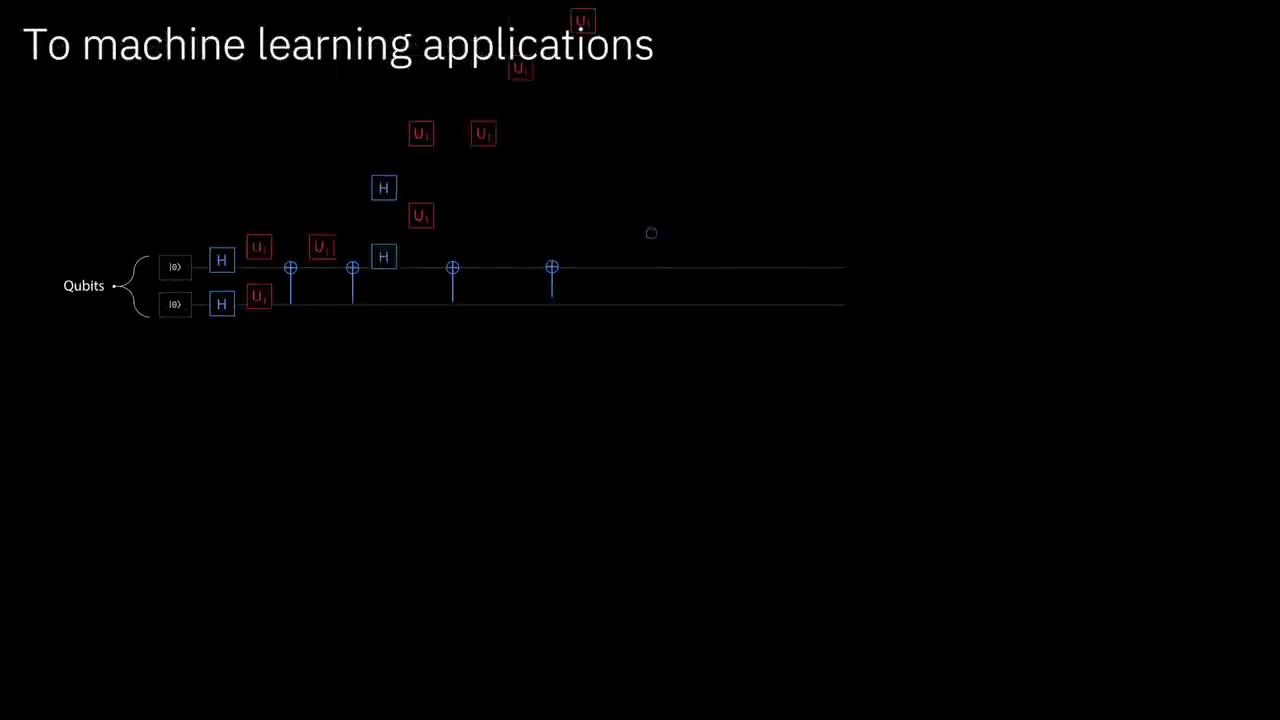 To machine learning applications
U₁
U₁
U₁ U₁
H
U₁
U₁ U₁
H
|0⟩ H
Qubits
U₁
|0⟩ H